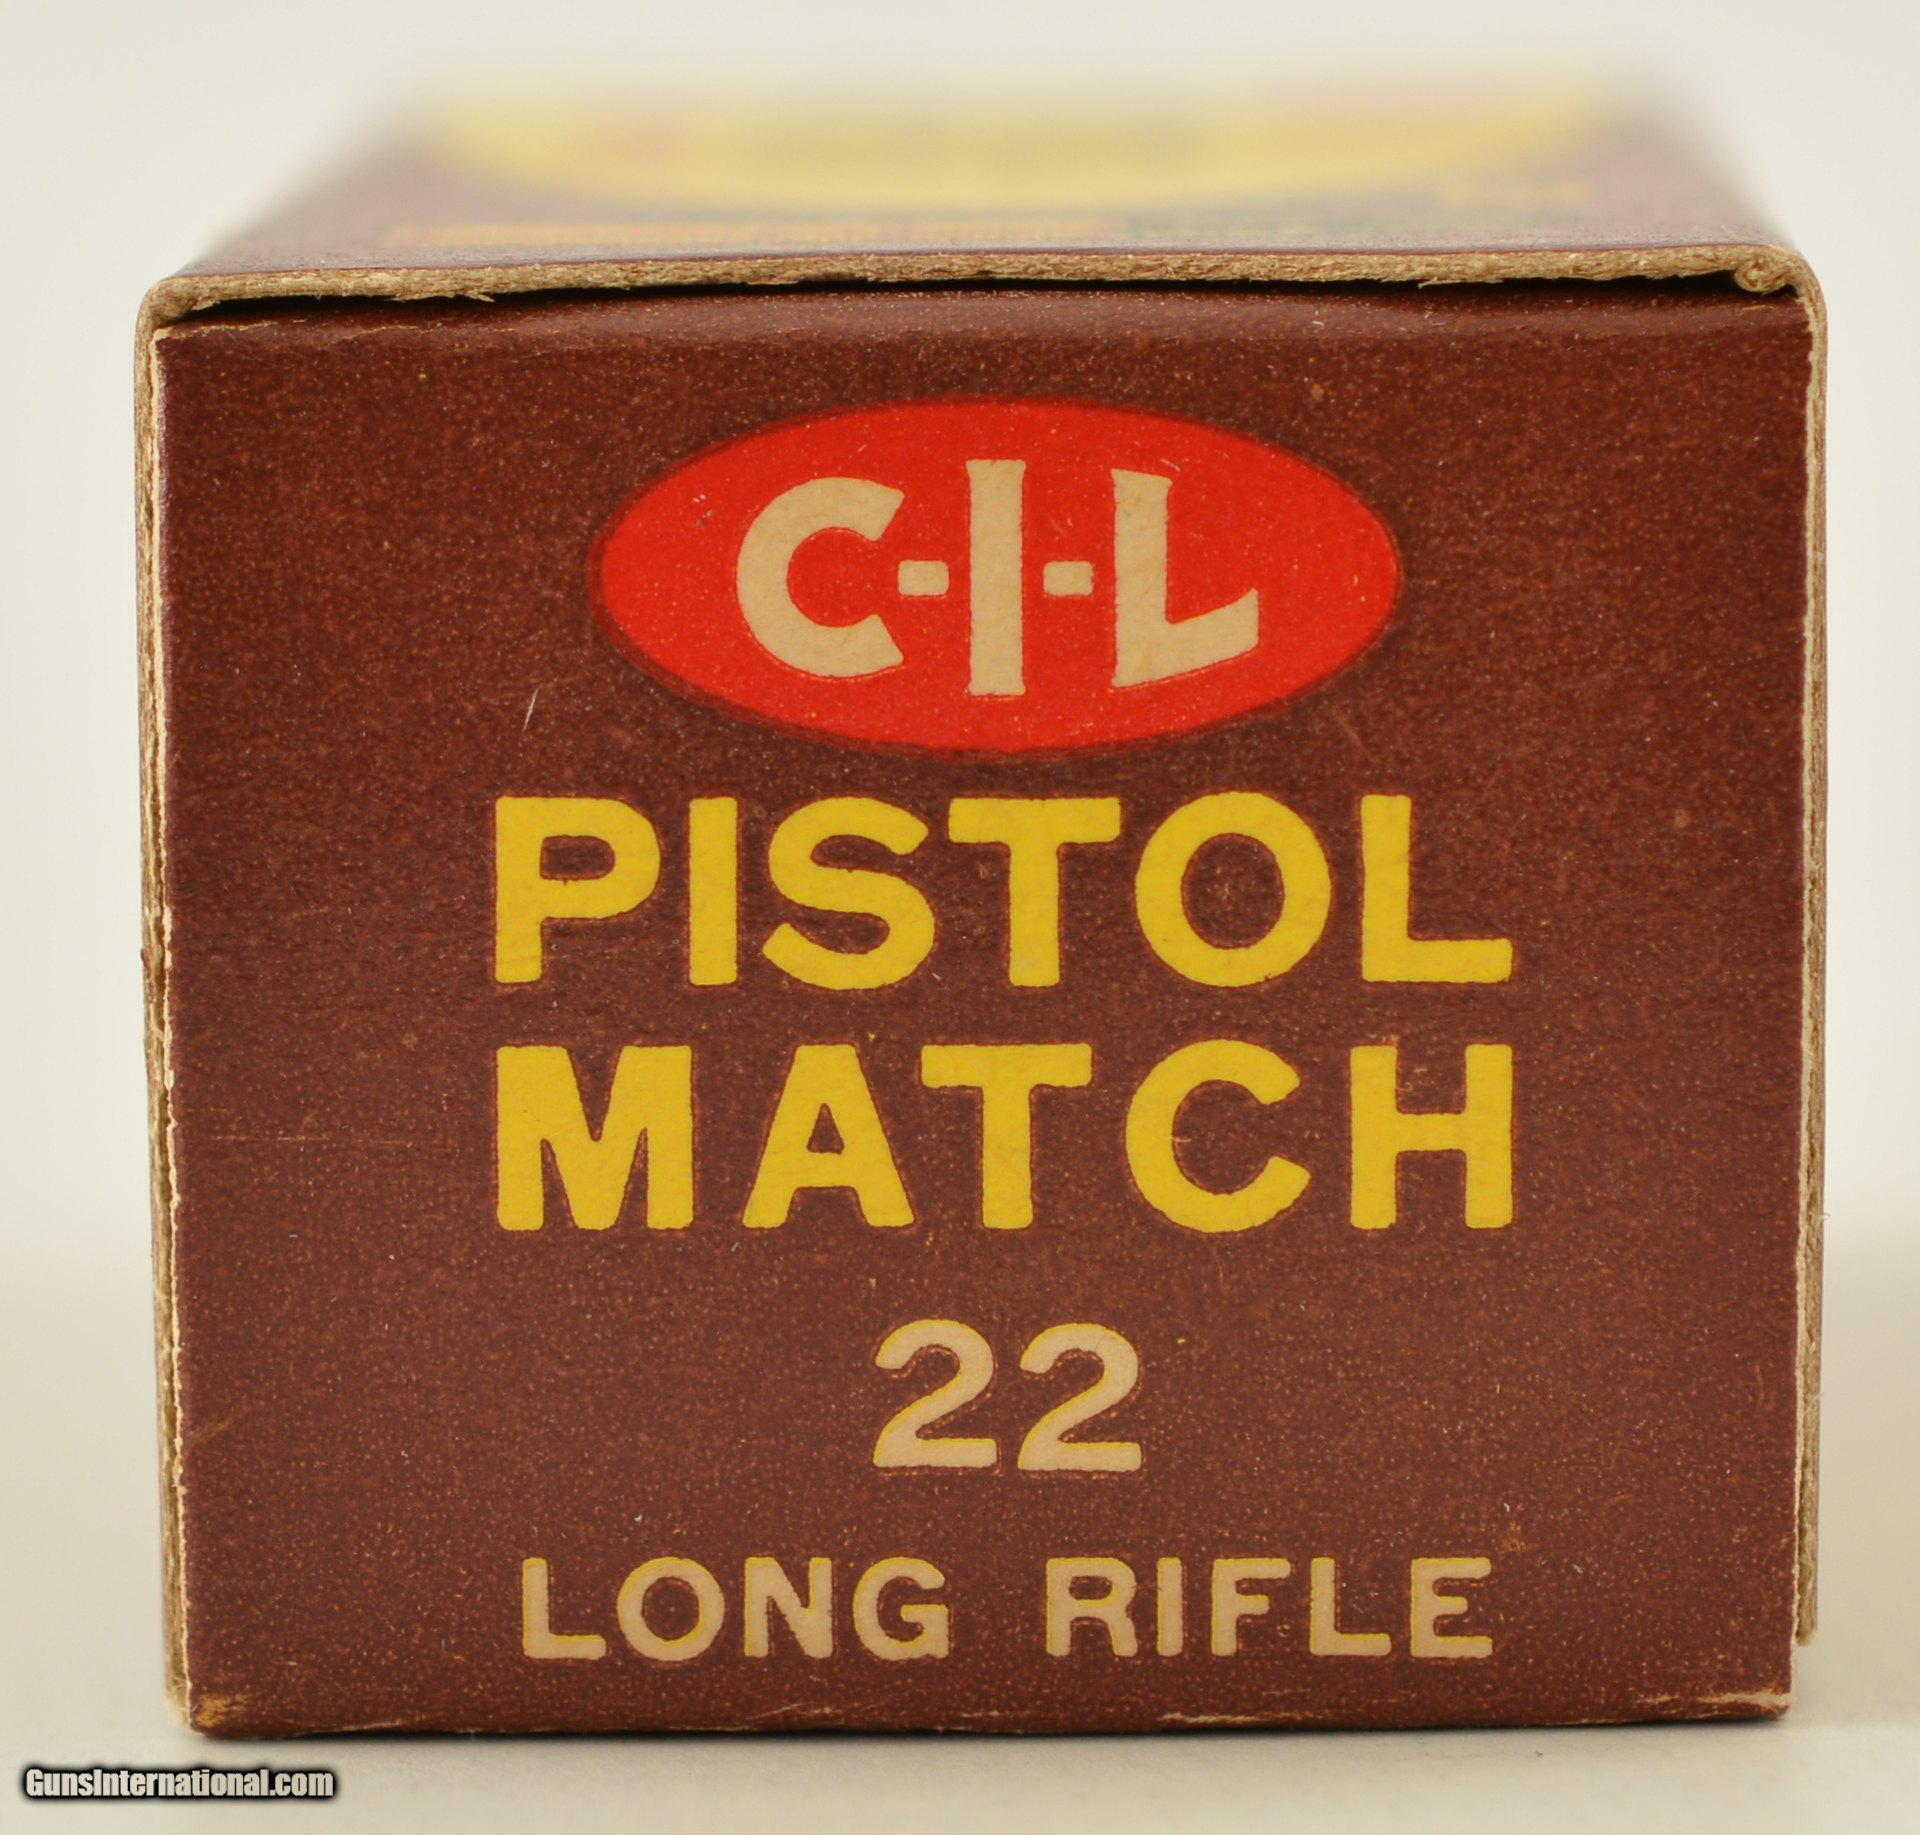 C-I-L
PISTOL
MATCH
22
LONG RIFLE
GunsInternational.com